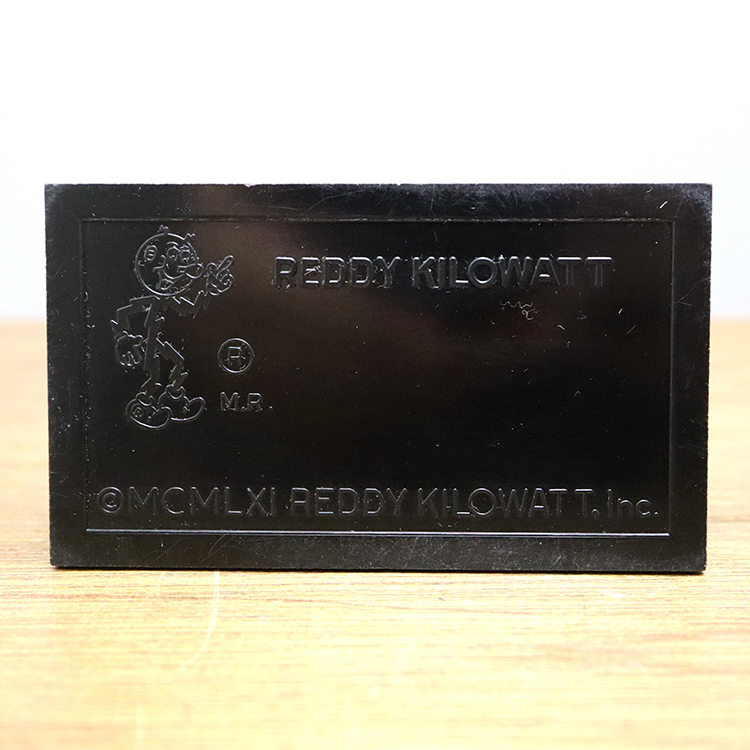 REDDY KILOWATT
®
M.R.
©MCMLXI REDDY KILOWATT, Inc.